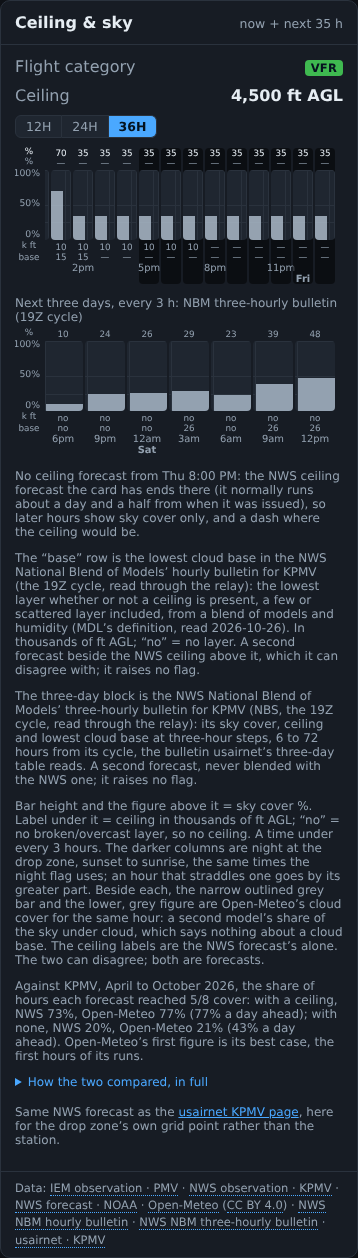 Ceiling & sky now + next 35 h
Flight category VFR
Ceiling 4,500 ft AGL
12H 24H 36H
% 70 35 35 35 35 35 35 35 35 35 35 35 35
% — — — — — — — — — — — — —
100%
50%
0%
k ft 10 10 10 10 10 10 10 — — — — — —
base 15 15 — — — — — — — — — — —
2pm 5pm 8pm 11pm
Fri
Next three days, every 3 h: NBM three-hourly bulletin
(19Z cycle)
% 10 24 26 29 23 39 48
100%
50%
0%
k ft no no no no no no no
base no no no 26 no 26 26
6pm 9pm 12am 3am 6am 9am 12pm
Sat
No ceiling forecast from Thu 8:00 PM: the NWS ceiling
forecast the card has ends there (it normally runs
about a day and a half from when it was issued), so
later hours show sky cover only, and a dash where
the ceiling would be.
The “base” row is the lowest cloud base in the NWS
National Blend of Models’ hourly bulletin for KPMV
(the 19Z cycle, read through the relay): the lowest
layer whether or not a ceiling is present, a few or
scattered layer included, from a blend of models and
humidity (MDL’s definition, read 2026-10-26). In
thousands of ft AGL; “no” = no layer. A second
forecast beside the NWS ceiling above it, which it can
disagree with; it raises no flag.
The three-day block is the NWS National Blend of
Models’ three-hourly bulletin for KPMV (NBS, the 19Z
cycle, read through the relay): its sky cover, ceiling
and lowest cloud base at three-hour steps, 6 to 72
hours from its cycle, the bulletin usairnet’s three-day
table reads. A second forecast, never blended with
the NWS one; it raises no flag.
Bar height and the figure above it = sky cover %.
Label under it = ceiling in thousands of ft AGL; “no” =
no broken/overcast layer, so no ceiling. A time under
every 3 hours. The darker columns are night at the
drop zone, sunset to sunrise, the same times the
night flag uses; an hour that straddles one goes by its
greater part. Beside each, the narrow outlined grey
bar and the lower, grey figure are Open-Meteo’s cloud
cover for the same hour: a second model’s share of
the sky under cloud, which says nothing about a cloud
base. The ceiling labels are the NWS forecast’s alone.
The two can disagree; both are forecasts.
Against KPMV, April to October 2026, the share of
hours each forecast reached 5/8 cover: with a ceiling,
NWS 73%, Open-Meteo 77% (77% a day ahead); with
none, NWS 20%, Open-Meteo 21% (43% a day
ahead). Open-Meteo’s first figure is its best case, the
first hours of its runs.
▶ How the two compared, in full
Same NWS forecast as the usairnet KPMV page, here
for the drop zone’s own grid point rather than the
station.
Data: IEM observation · PMV · NWS observation · KPMV ·
NWS forecast · NOAA · Open-Meteo (CC BY 4.0) · NWS
NBM hourly bulletin · NWS NBM three-hourly bulletin ·
usairnet · KPMV